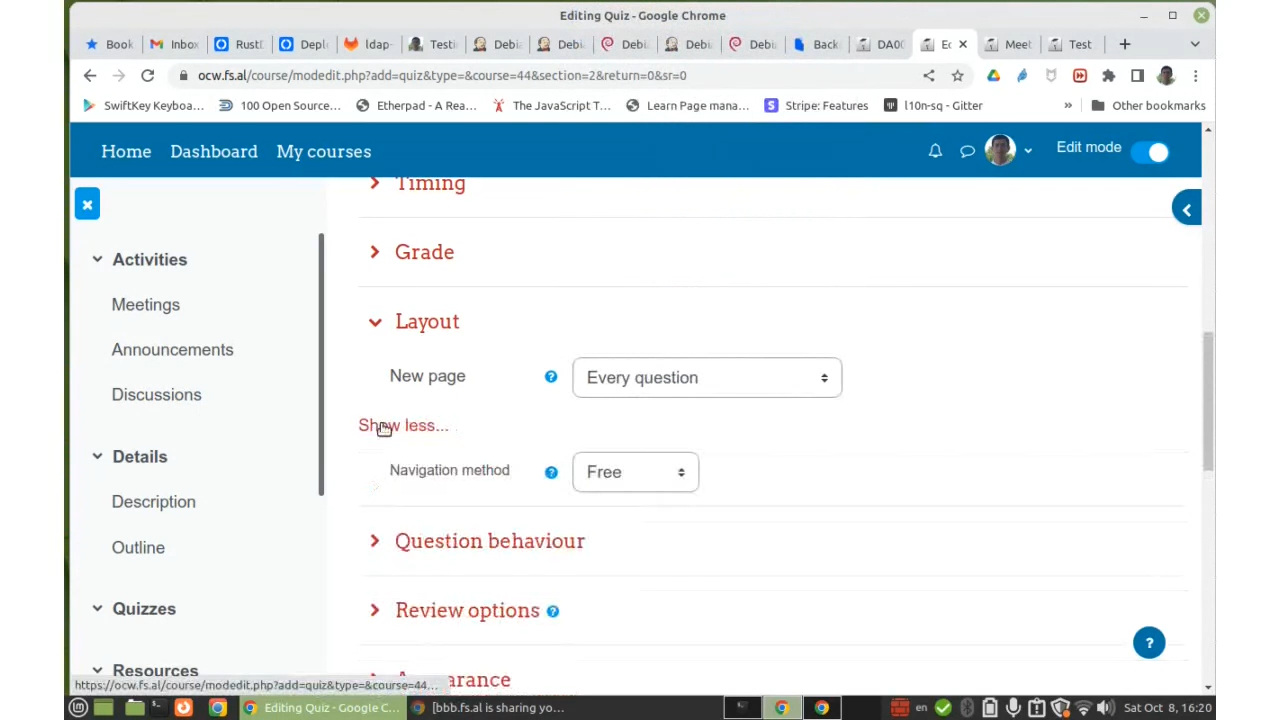 Editing Quiz - Google Chrome
Book Inbo RustI Depl ldap- Testi Debi Debi Debi Debi Debi Back DA00 Ec Meet Test
ocw.fs.al/course/modedit.php?add=quiz&type=&course=44&section=2&return=0&sr=0
SwiftKey Keyboa... 100 Open Source... Etherpad - A Rea... The JavaScript T... Learn Page mana... Stripe: Features l10n-sq - Gitter » Other bookmarks
Home Dashboard My courses Edit mode
Timing
Activities
Grade
Meetings
Layout
Announcements
New page ? Every question
Discussions
Show less...
Details
Navigation method ? Free
Description
Outline
Question behaviour
Quizzes
Review options ?
Resources
?
https://ocw.fs.al/course/modedit.php?add=quiz&type=&course=44...
Editing Quiz - Google C... [bbb.fs.al is sharing yo... en Sat Oct 8, 16:20